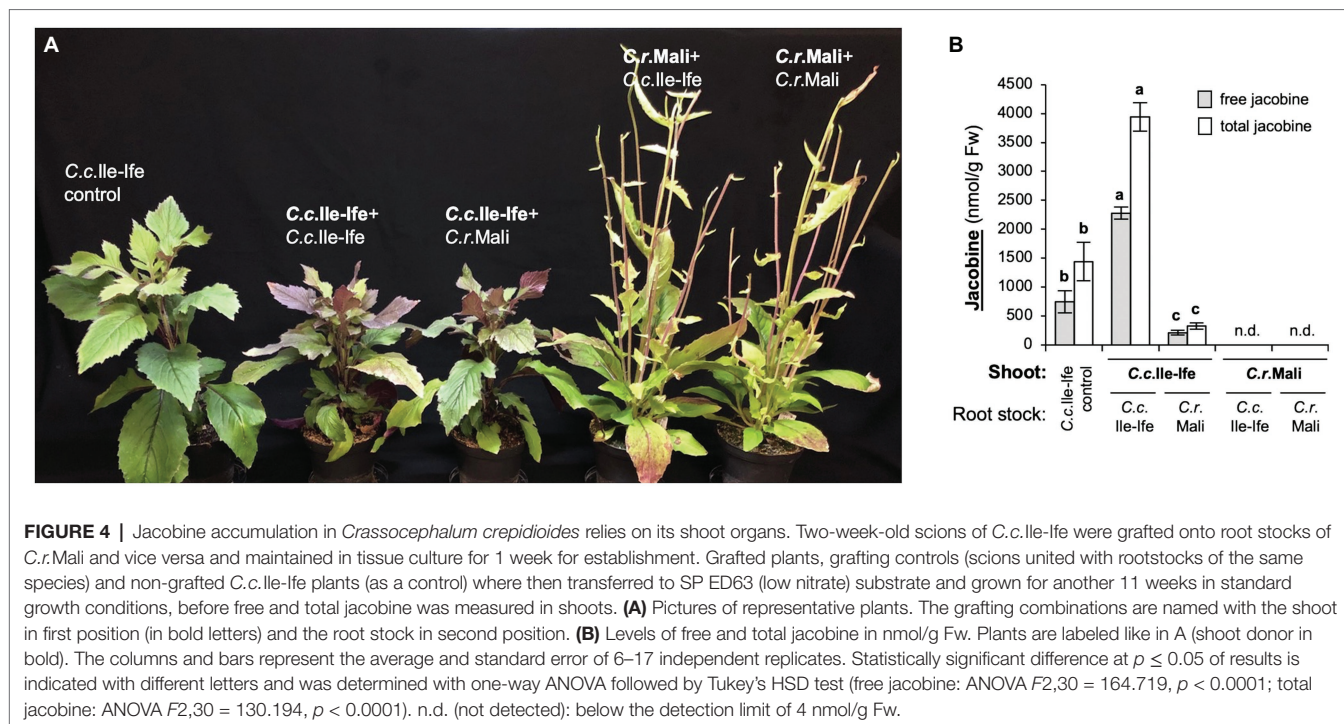 A
C.c.Ile-Ife
control
C.c.Ile-Ife+
C.c.Ile-Ife
C.c.Ile-Ife+
C.r.Mali
C.r.Mali+
C.c.Ile-Ife
C.r.Mali+
C.r.Mali
B
Jacobine (nmol/g Fw)
4500
4000
3500
3000
2500
2000
1500
1000
500
0
free jacobine
total jacobine
b
b
a
a
c
c
n.d.
n.d.
Shoot:
C.c.Ile-Ife
C.r.Mali
Root stock:
C.c.Ile-Ife
control
C.c.
Ile-Ife
C.r.
Mali
C.c.
Ile-Ife
C.r.
Mali
FIGURE 4 | Jacobine accumulation in Crassocephalum crepidioides relies on its shoot organs. Two-week-old scions of C.c.Ile-Ife were grafted onto root stocks of
C.r.Mali and vice versa and maintained in tissue culture for 1 week for establishment. Grafted plants, grafting controls (scions united with rootstocks of the same
species) and non-grafted C.c.Ile-Ife plants (as a control) where then transferred to SP ED63 (low nitrate) substrate and grown for another 11 weeks in standard
growth conditions, before free and total jacobine was measured in shoots. (A) Pictures of representative plants. The grafting combinations are named with the shoot
in first position (in bold letters) and the root stock in second position. (B) Levels of free and total jacobine in nmol/g Fw. Plants are labeled like in A (shoot donor in
bold). The columns and bars represent the average and standard error of 6–17 independent replicates. Statistically significant difference at p ≤ 0.05 of results is
indicated with different letters and was determined with one-way ANOVA followed by Tukey's HSD test (free jacobine: ANOVA F2,30 = 164.719, p < 0.0001; total
jacobine: ANOVA F2,30 = 130.194, p < 0.0001). n.d. (not detected): below the detection limit of 4 nmol/g Fw.